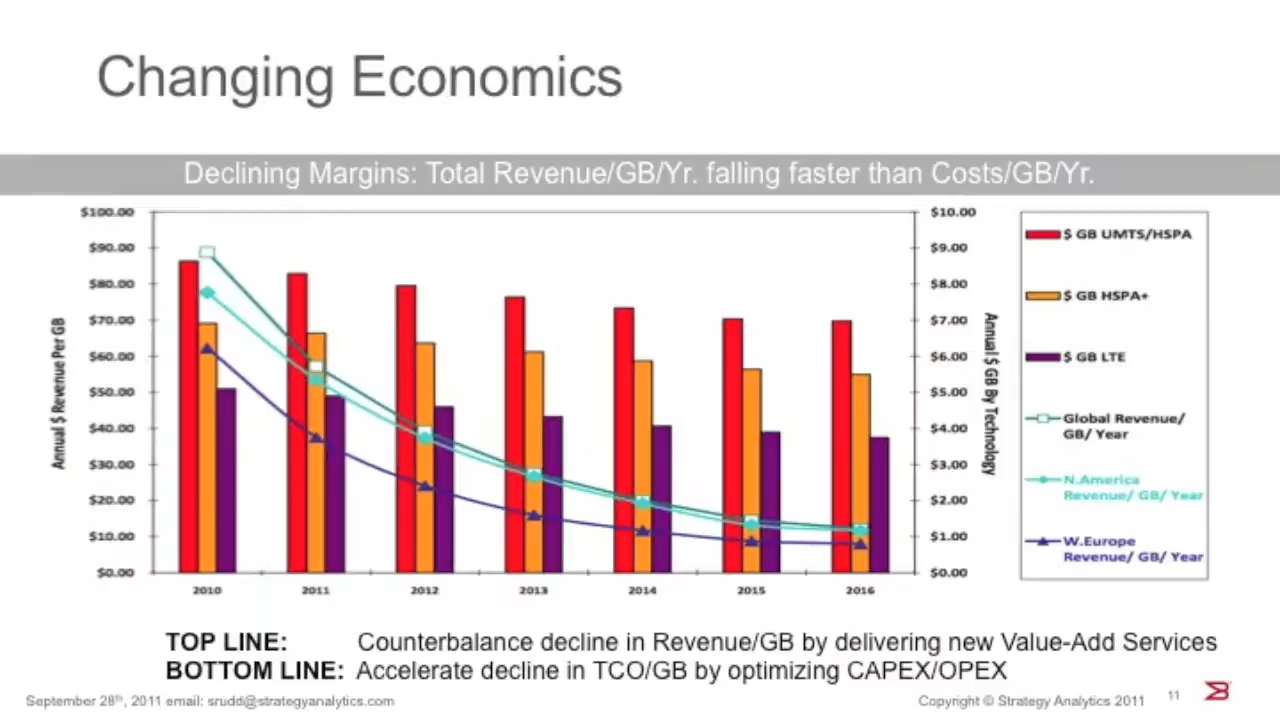 Changing Economics
Declining Margins: Total Revenue/GB/Yr. falling faster than Costs/GB/Yr.
$100.00
$90.00
$80.00
$70.00
$60.00
$50.00
$40.00
$30.00
$20.00
$10.00
$0.00
Annual $ Revenue Per GB
2010 2011 2012 2013 2014 2015 2016
$10.00
$9.00
$8.00
$7.00
$6.00
$5.00
$4.00
$3.00
$2.00
$1.00
$0.00
Annual $ GB By Technology
$ GB UMTS/HSPA
$ GB HSPA+
$ GB LTE
Global Revenue/
GB/ Year
N.America
Revenue/ GB/ Year
W.Europe
Revenue/ GB/ Year
TOP LINE: Counterbalance decline in Revenue/GB by delivering new Value-Add Services
BOTTOM LINE: Accelerate decline in TCO/GB by optimizing CAPEX/OPEX
September 28th, 2011 email: srudd@strategyanalytics.com
Copyright © Strategy Analytics 2011
11